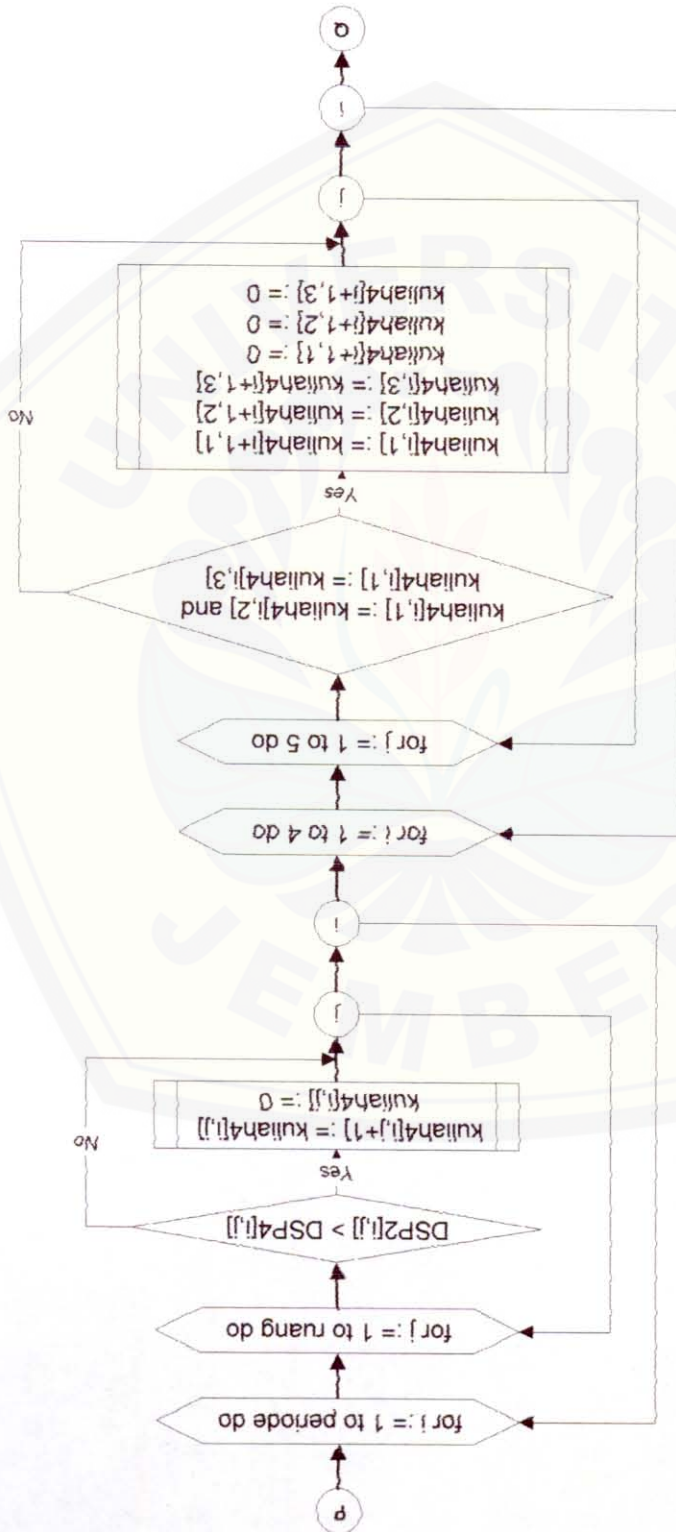 P
for i := 1 to periode do
for j := 1 to ruang do
DSP2[i,j] > DSP4[i,j]
Yes
No
kuliah4[i,j+1] := kuliah4[i,j]
kuliah4[i,j] := 0
j
i
for i := 1 to 4 do
for j := 1 to 5 do
kuliah4[i,1] := kuliah4[i,2] and
kuliah4[i,1] := kuliah4[i,3]
Yes
No
kuliah4[i,1] := kuliah4[i+1,1]
kuliah4[i,2] := kuliah4[i+1,2]
kuliah4[i,3] := kuliah4[i+1,3]
kuliah4[i+1,1] := 0
kuliah4[i+1,2] := 0
kuliah4[i+1,3] := 0
j
i
Q
UNIVERSIT
JEMBE